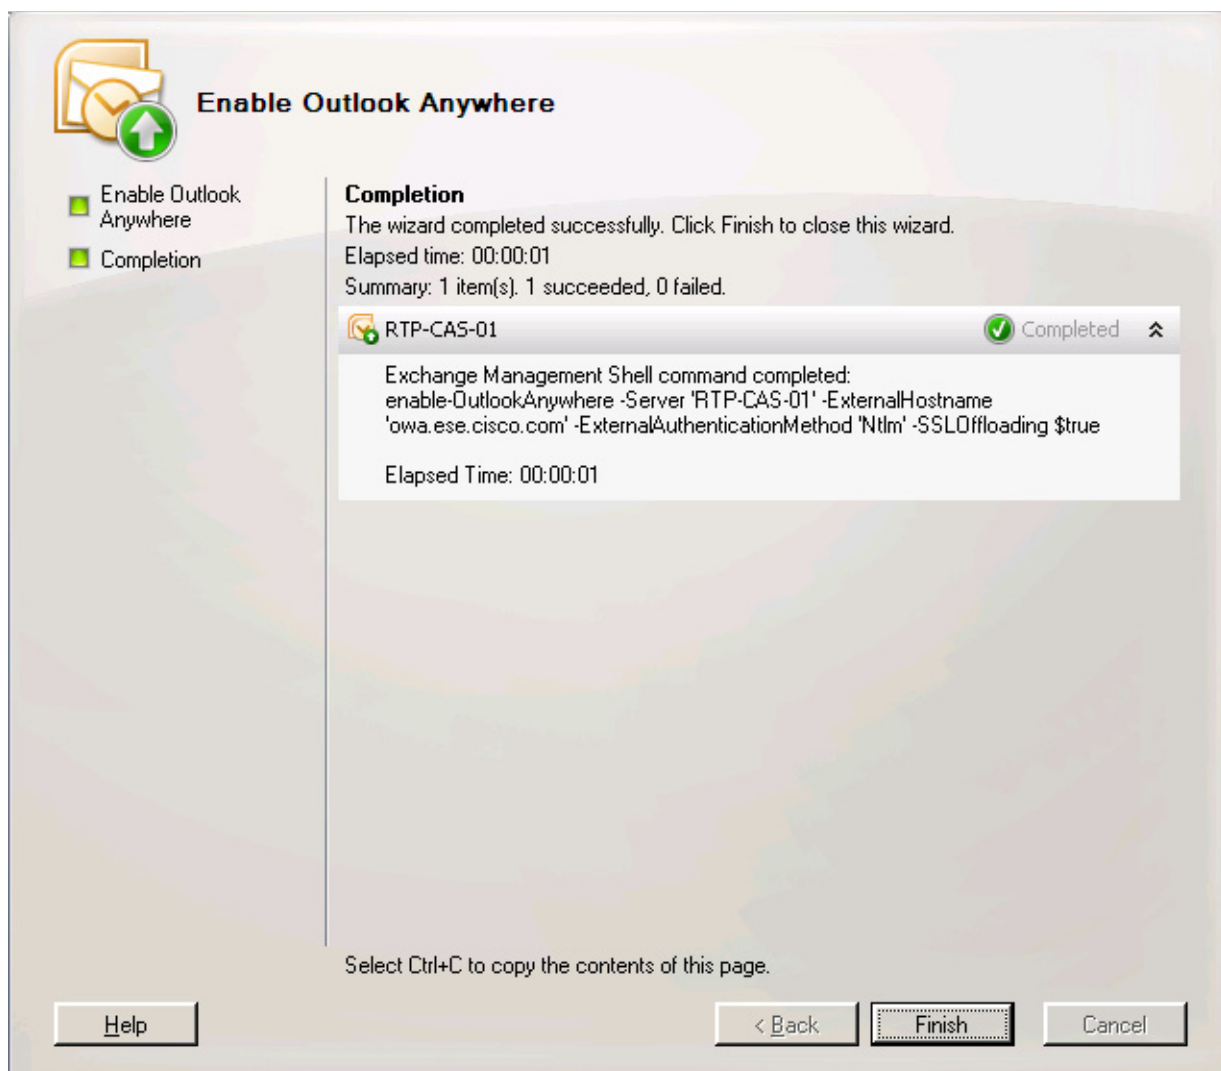 Enable Outlook Anywhere
Enable Outlook
Anywhere
Completion
Completion
The wizard completed successfully. Click Finish to close this wizard.
Elapsed time: 00:00:01
Summary: 1 item(s). 1 succeeded, 0 failed.
RTP-CAS-01
Completed
Exchange Management Shell command completed:
enable-OutlookAnywhere -Server 'RTP-CAS-01' -ExternalHostname
'owa.ese.cisco.com' -ExternalAuthenticationMethod 'Ntlm' -SSLOffloading $true
Elapsed Time: 00:00:01
Select Ctrl+C to copy the contents of this page.
Help
< Back
Finish
Cancel